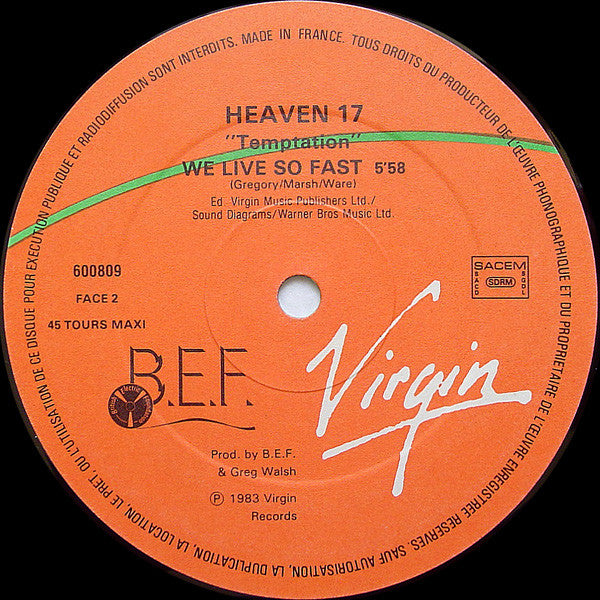 HEAVEN 17
"Temptation"
WE LIVE SO FAST 5'58
(Gregory/Marsh/Ware)
Ed Virgin Music Publishers Ltd./
Sound Diagrams/Warner Bros Music Ltd.
600809
FACE 2
45 TOURS MAXI
SACEM
SACD
SDRM
SGDL
B.E.F.
British Electric
Virgin
Prod. by B.E.F.
& Greg Walsh
℗ 1983 Virgin
Records
MADE IN FRANCE. TOUS DROITS DU PRODUCTEUR DE L'ŒUVRE PHONOGRAPHIQUE ET DU PROPRIETAIRE DE L'ŒUVRE ENREGISTREE RESERVES. SAUF AUTORISATION, LA DUPLICATION, LA LOCATION, LE PRET OU L'UTILISATION DE CE DISQUE POUR EXECUTION PUBLIQUE ET RADIODIFFUSION SONT INTERDITS.